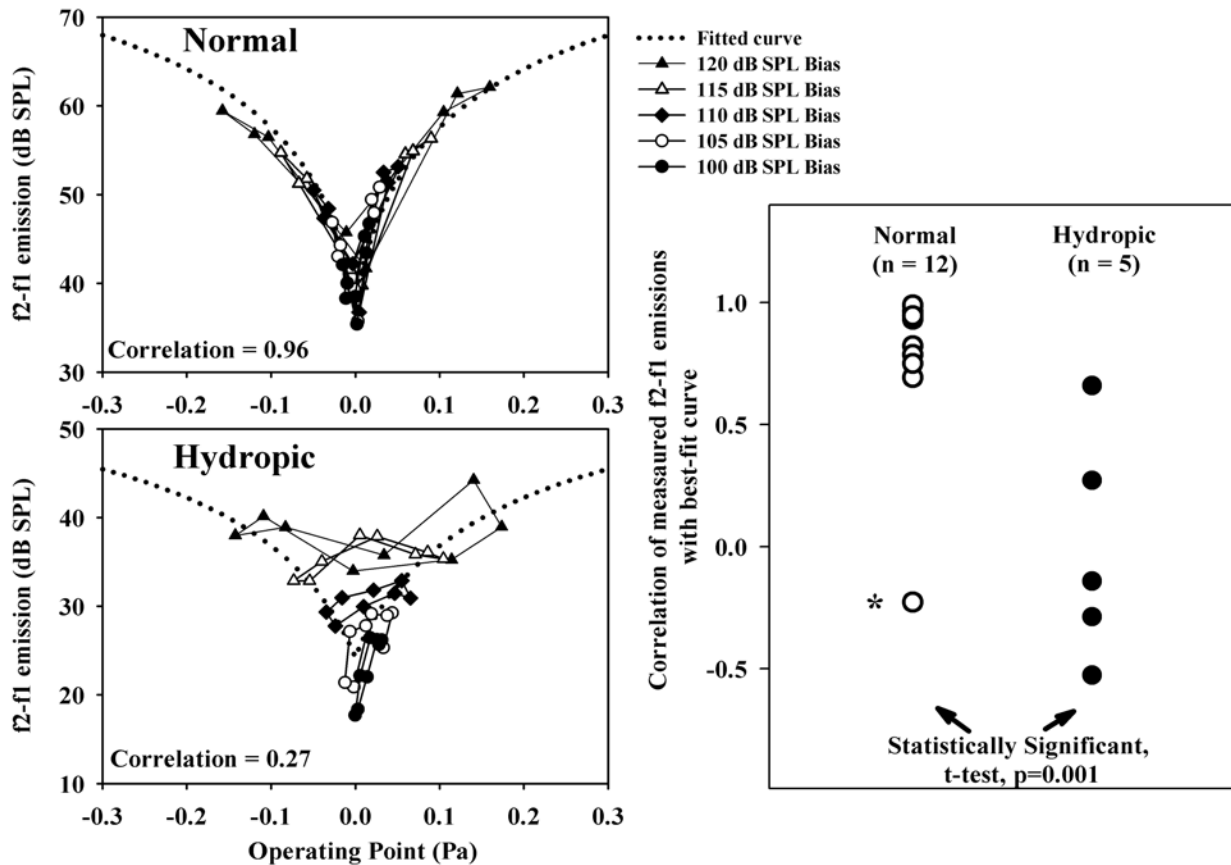 Normal
f2-f1 emission (dB SPL)
70
60
50
40
30
Correlation = 0.96
-0.3 -0.2 -0.1 0.0 0.1 0.2 0.3
Fitted curve
120 dB SPL Bias
115 dB SPL Bias
110 dB SPL Bias
105 dB SPL Bias
100 dB SPL Bias
Hydropic
f2-f1 emission (dB SPL)
50
40
30
20
10
Correlation = 0.27
-0.3 -0.2 -0.1 0.0 0.1 0.2 0.3
Operating Point (Pa)
Correlation of measaured f2-f1 emissions
with best-fit curve
Normal Hydropic
(n = 12) (n = 5)
1.0
0.5
0.0
-0.5
*
Statistically Significant,
t-test, p=0.001